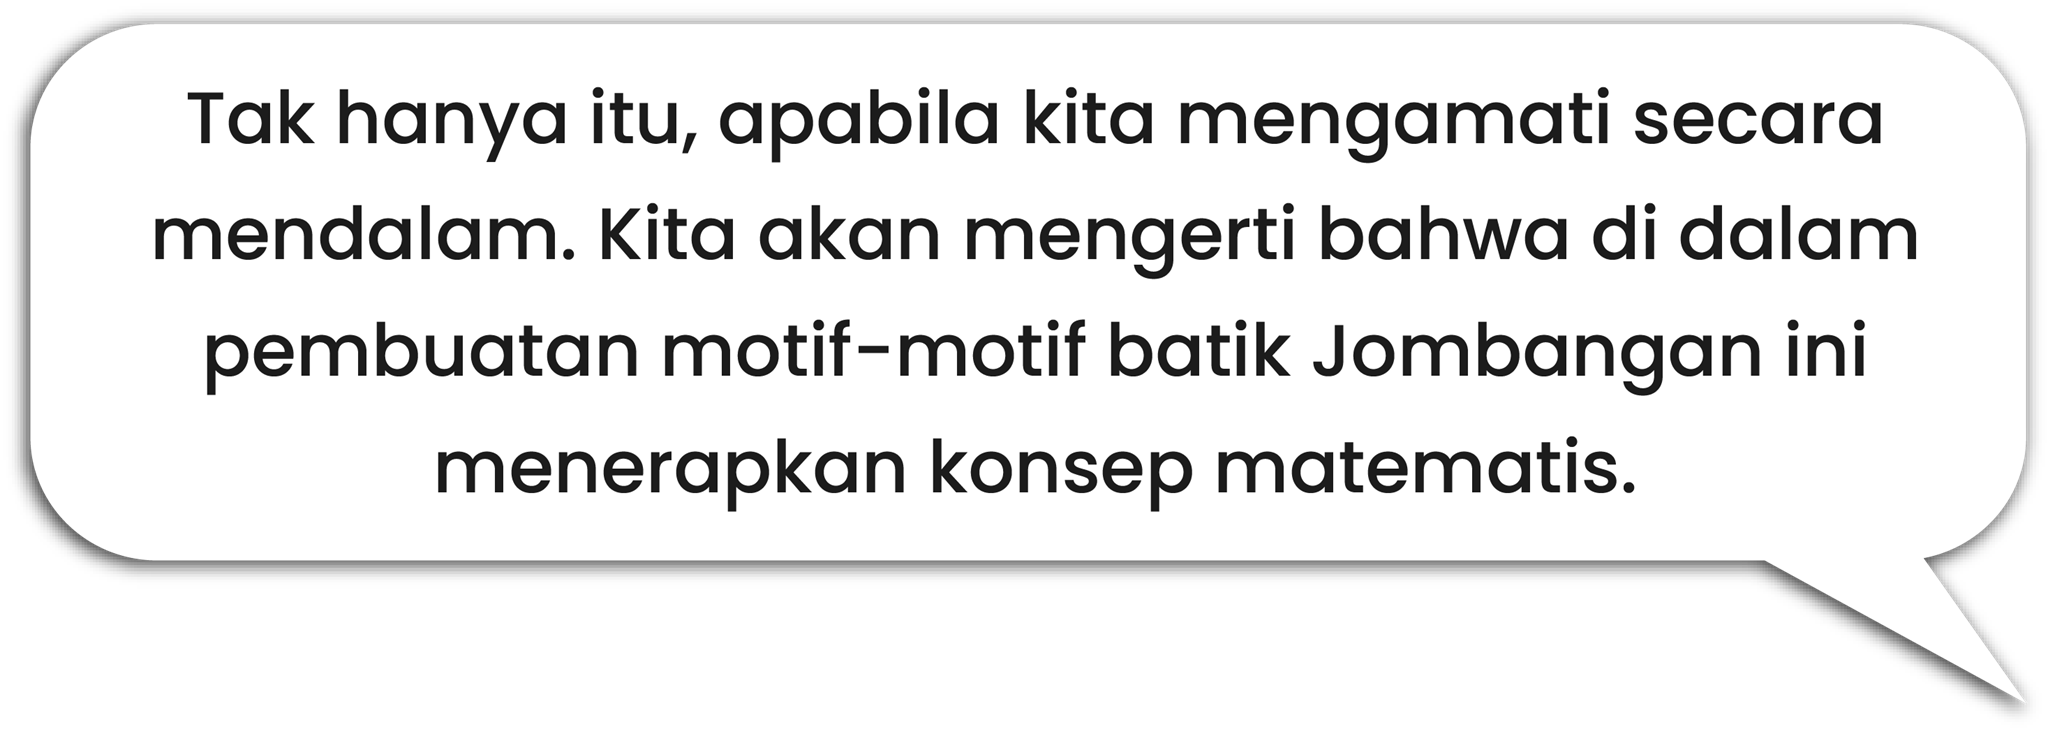 Tak hanya itu, apabila kita mengamati secara
mendalam. Kita akan mengerti bahwa di dalam
pembuatan motif-motif batik Jombangan ini
menerapkan konsep matematis.